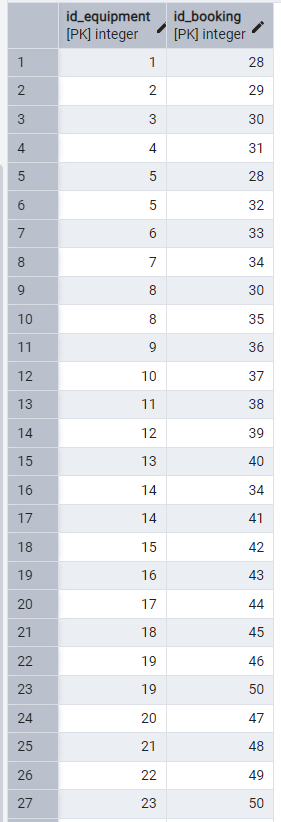 id_equipment id_booking
[PK] integer [PK] integer
1 1 28
2 2 29
3 3 30
4 4 31
5 5 28
6 5 32
7 6 33
8 7 34
9 8 30
10 8 35
11 9 36
12 10 37
13 11 38
14 12 39
15 13 40
16 14 34
17 14 41
18 15 42
19 16 43
20 17 44
21 18 45
22 19 46
23 19 50
24 20 47
25 21 48
26 22 49
27 23 50